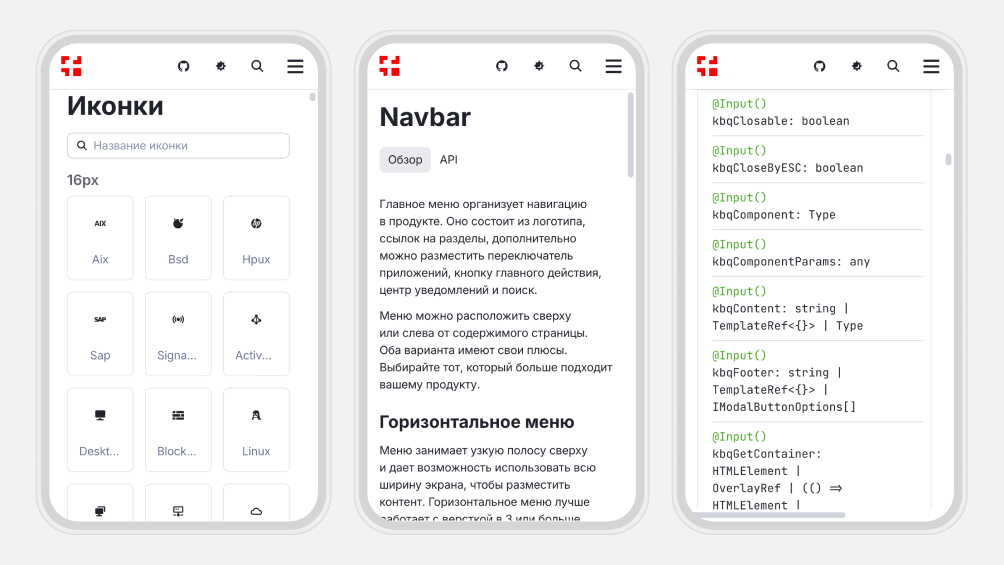 Иконки
Название иконки
16px
AIX
Aix
Bsd
hp
Hpux
SAP
Sap
Signa...
Activ...
Deskt...
Block...
Linux
Navbar
Обзор
API
Главное меню организует навигацию
в продукте. Оно состоит из логотипа,
ссылок на разделы, дополнительно
можно разместить переключатель
приложений, кнопку главного действия,
центр уведомлений и поиск.
Меню можно расположить сверху
или слева от содержимого страницы.
Оба варианта имеют свои плюсы.
Выбирайте тот, который больше подходит
вашему продукту.
Горизонтальное меню
Меню занимает узкую полосу сверху
и дает возможность использовать всю
ширину экрана, чтобы разместить
контент. Горизонтальное меню лучше
работает с версткой в 3 или больше
@Input()
kbqClosable: boolean
@Input()
kbqCloseByESC: boolean
@Input()
kbqComponent: Type
@Input()
kbqComponentParams: any
@Input()
kbqContent: string |
TemplateRef<{}> | Type
@Input()
kbqFooter: string |
TemplateRef<{}> |
IModalButtonOptions[]
@Input()
kbqGetContainer:
HTMLElement |
OverlayRef | (() =>
HTMLElement |